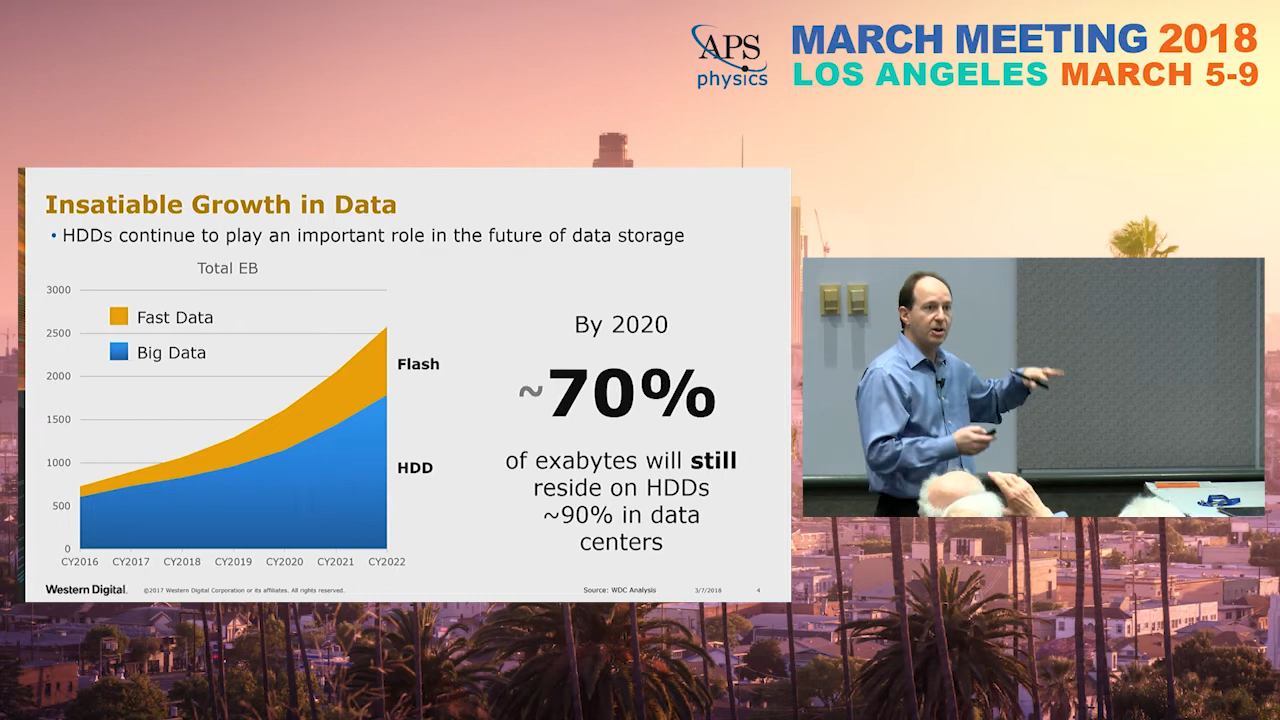 APS
physics
MARCH MEETING 2018
LOS ANGELES MARCH 5-9
Insatiable Growth in Data
• HDDs continue to play an important role in the future of data storage
Total EB
3000
2500
2000
1500
1000
500
0
Fast Data
Big Data
CY2016 CY2017 CY2018 CY2019 CY2020 CY2021 CY2022
Flash
HDD
By 2020
~70%
of exabytes will still
reside on HDDs
~90% in data
centers
Western Digital. ©2017 Western Digital Corporation or its affiliates. All rights reserved. Source: WDC Analysis 3/7/2018 4